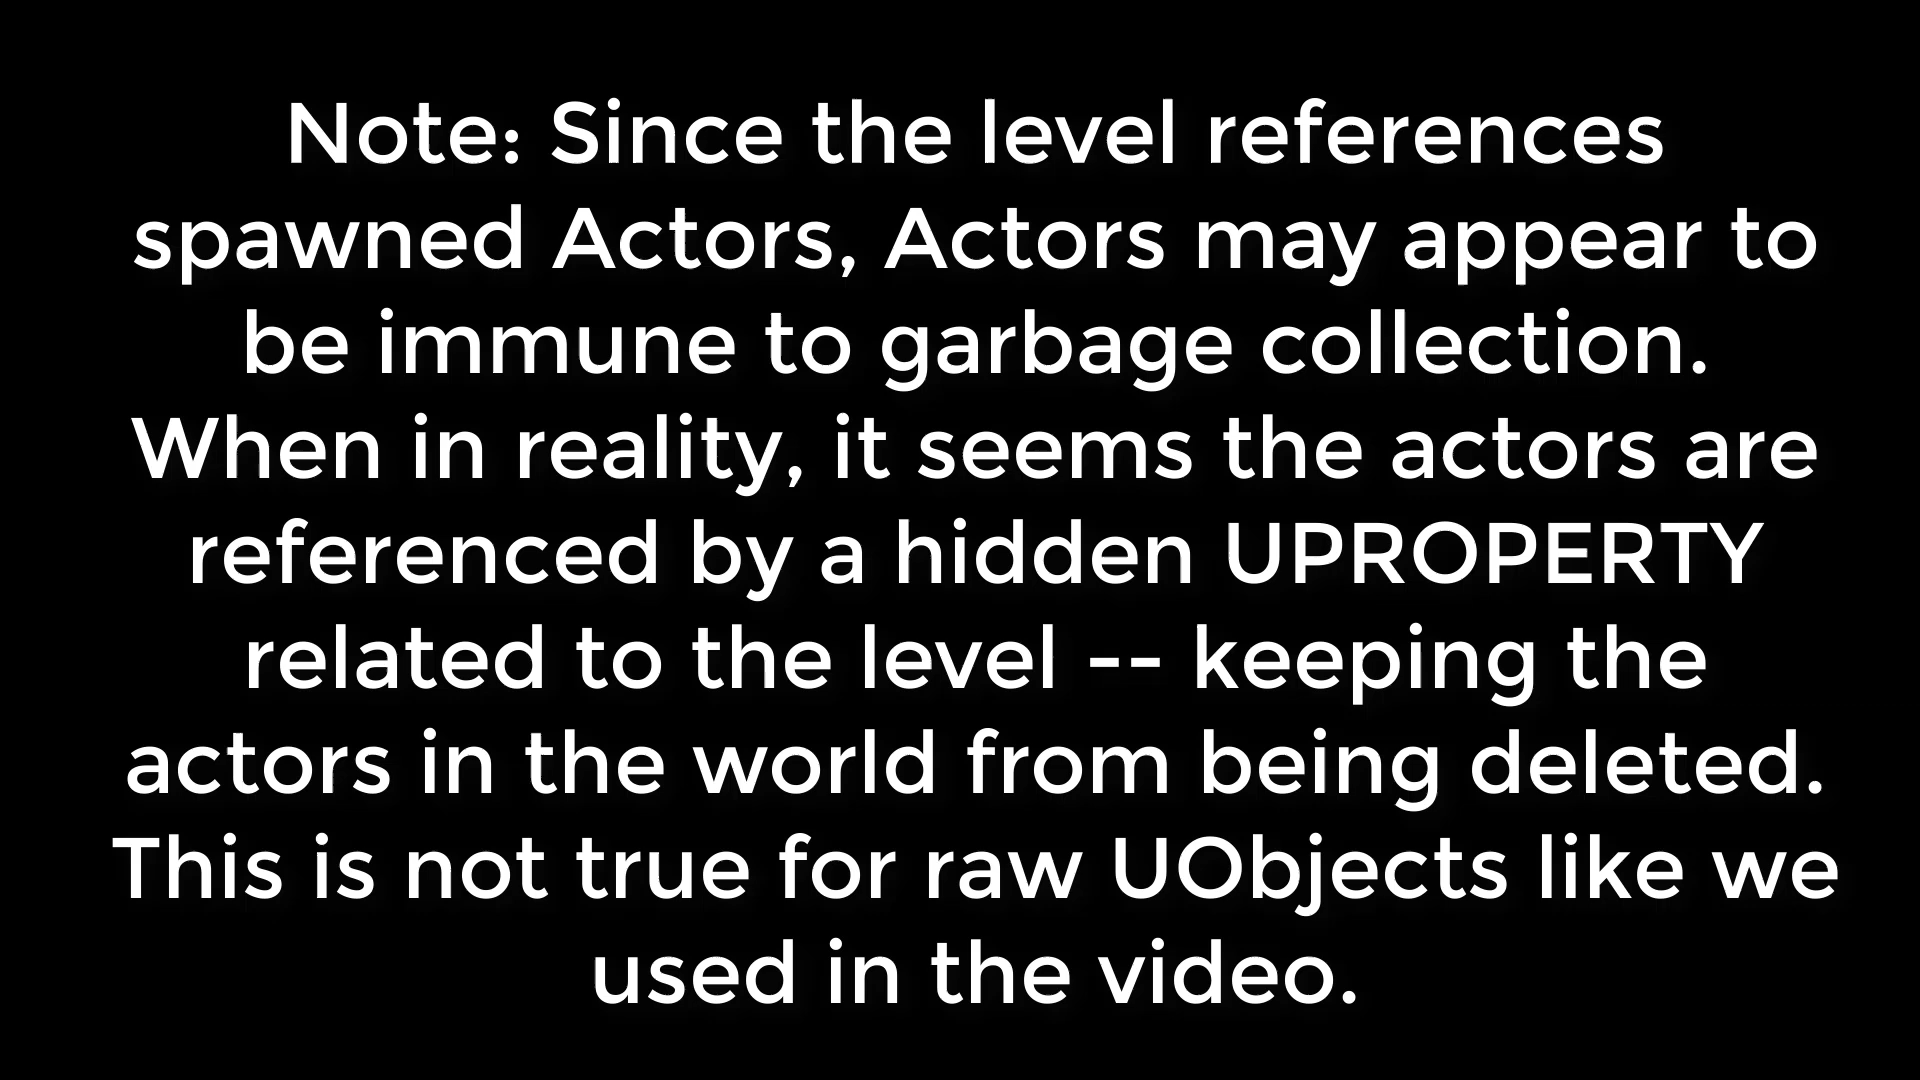 Note: Since the level references
spawned Actors, Actors may appear to
be immune to garbage collection.
When in reality, it seems the actors are
referenced by a hidden UPROPERTY
related to the level -- keeping the
actors in the world from being deleted.
This is not true for raw UObjects like we
used in the video.